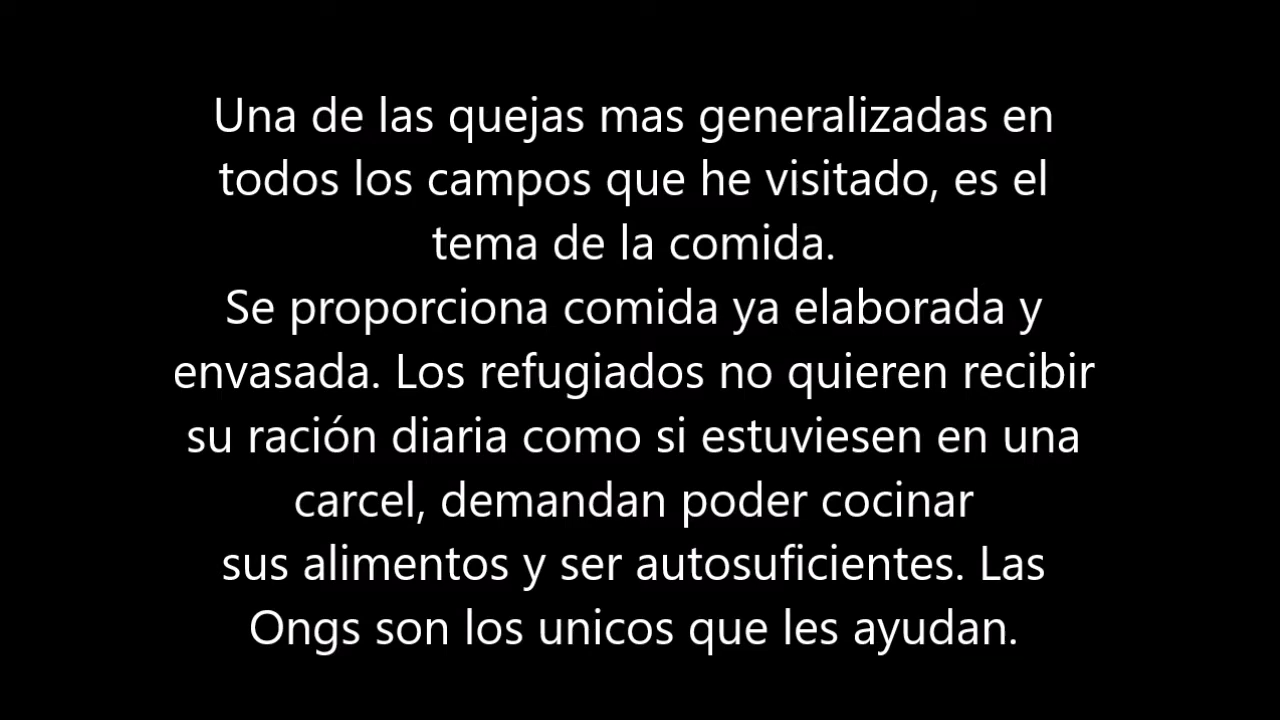 Una de las quejas mas generalizadas en
todos los campos que he visitado, es el
tema de la comida.
Se proporciona comida ya elaborada y
envasada. Los refugiados no quieren recibir
su ración diaria como si estuviesen en una
carcel, demandan poder cocinar
sus alimentos y ser autosuficientes. Las
Ongs son los unicos que les ayudan.